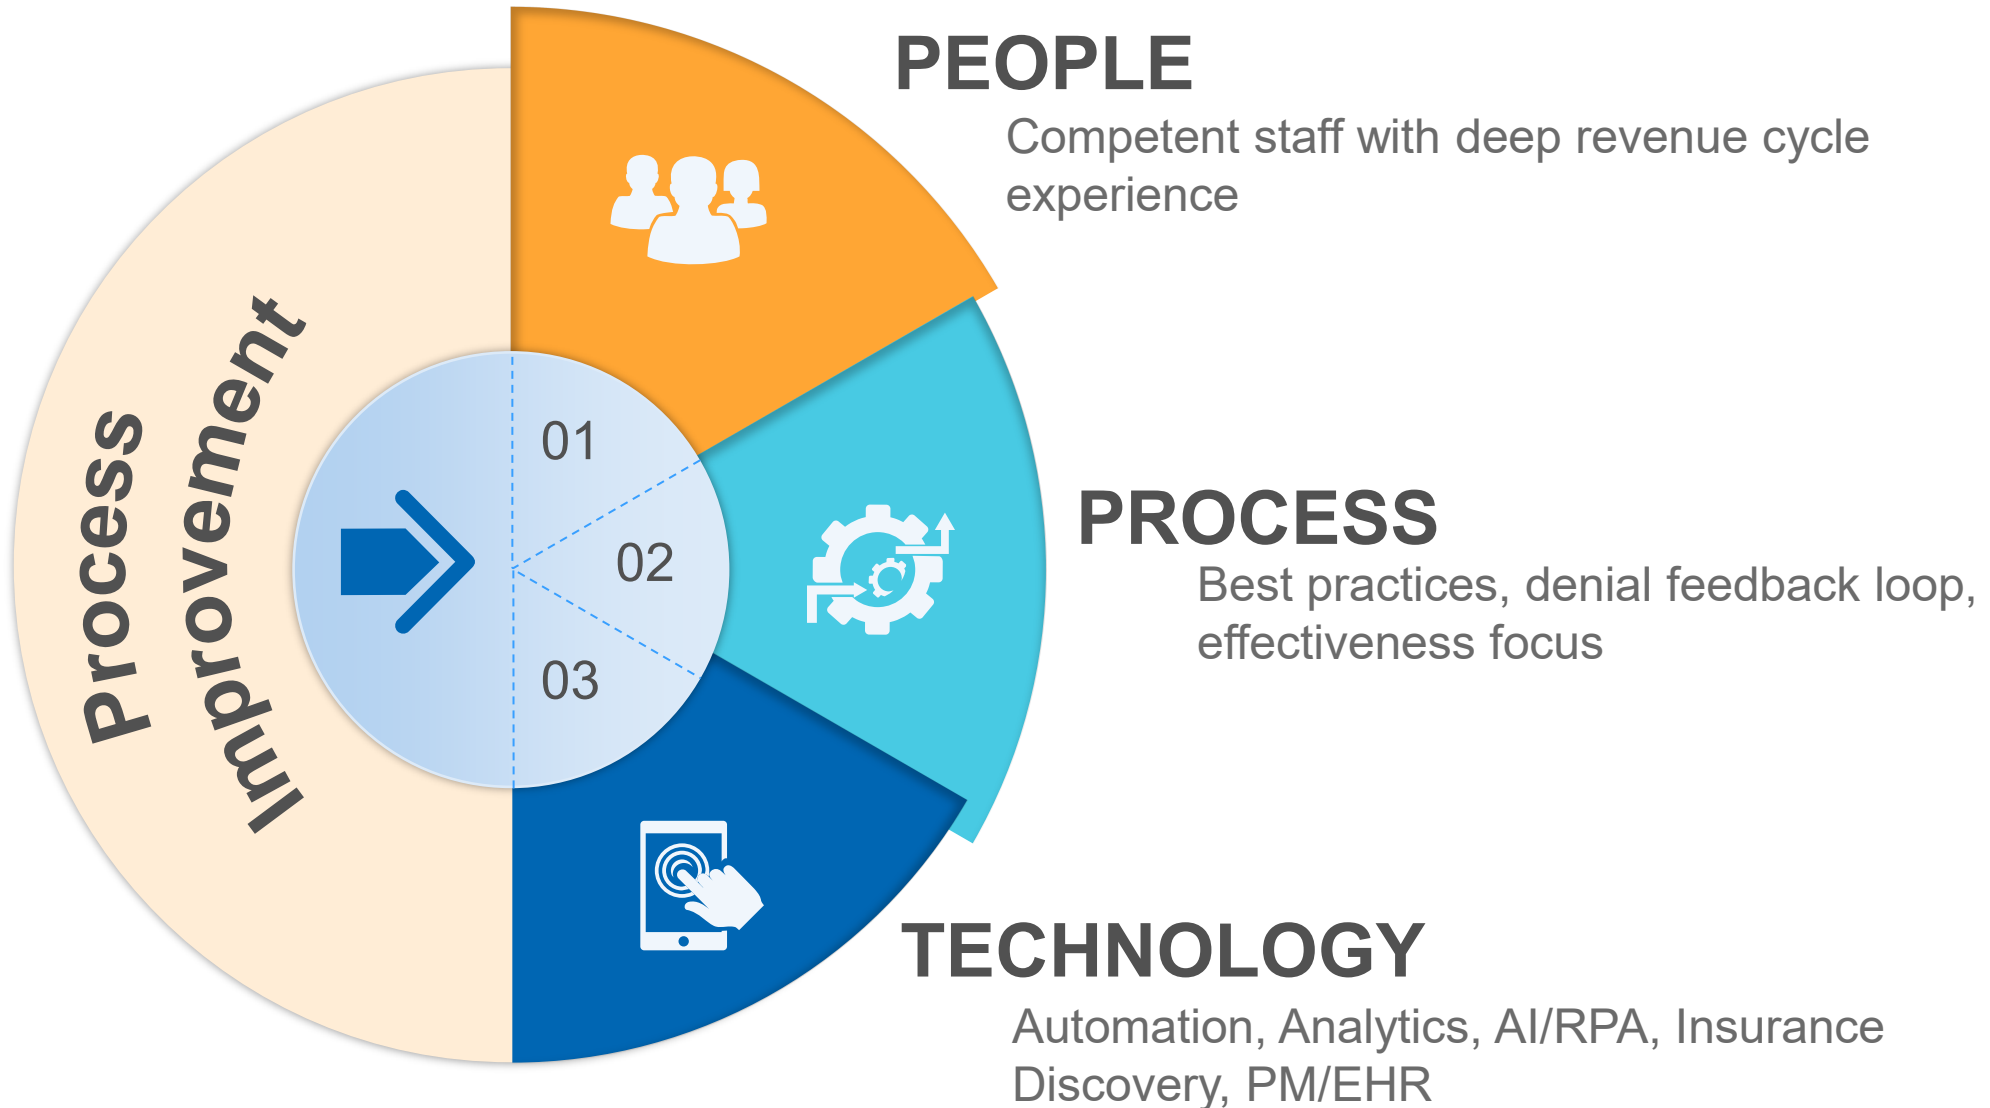 Process
Improvement
01
02
03
PEOPLE
Competent staff with deep revenue cycle
experience
PROCESS
Best practices, denial feedback loop,
effectiveness focus
TECHNOLOGY
Automation, Analytics, AI/RPA, Insurance
Discovery, PM/EHR